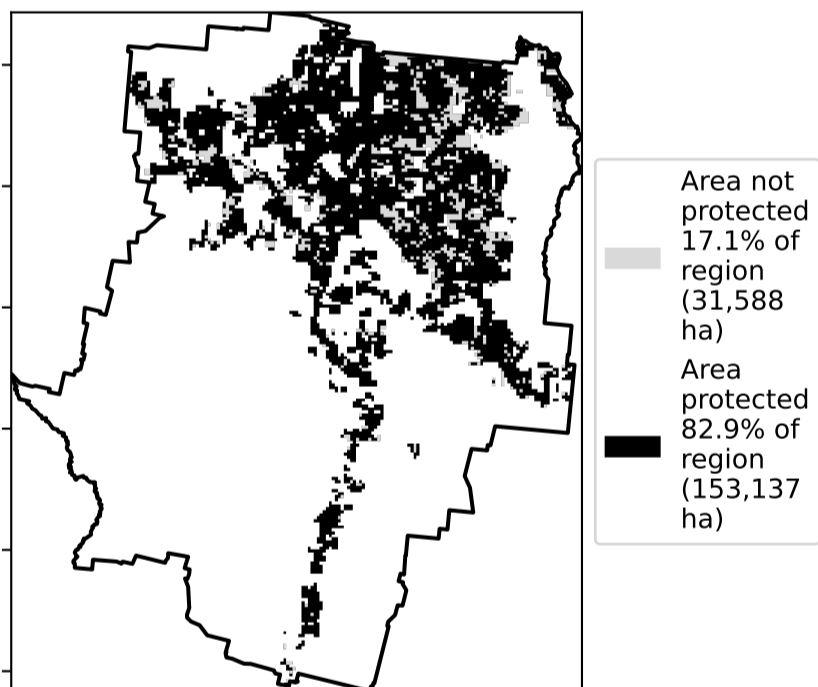 Area not
protected
17.1% of
region
(31,588
ha)
Area
protected
82.9% of
region
(153,137
ha)